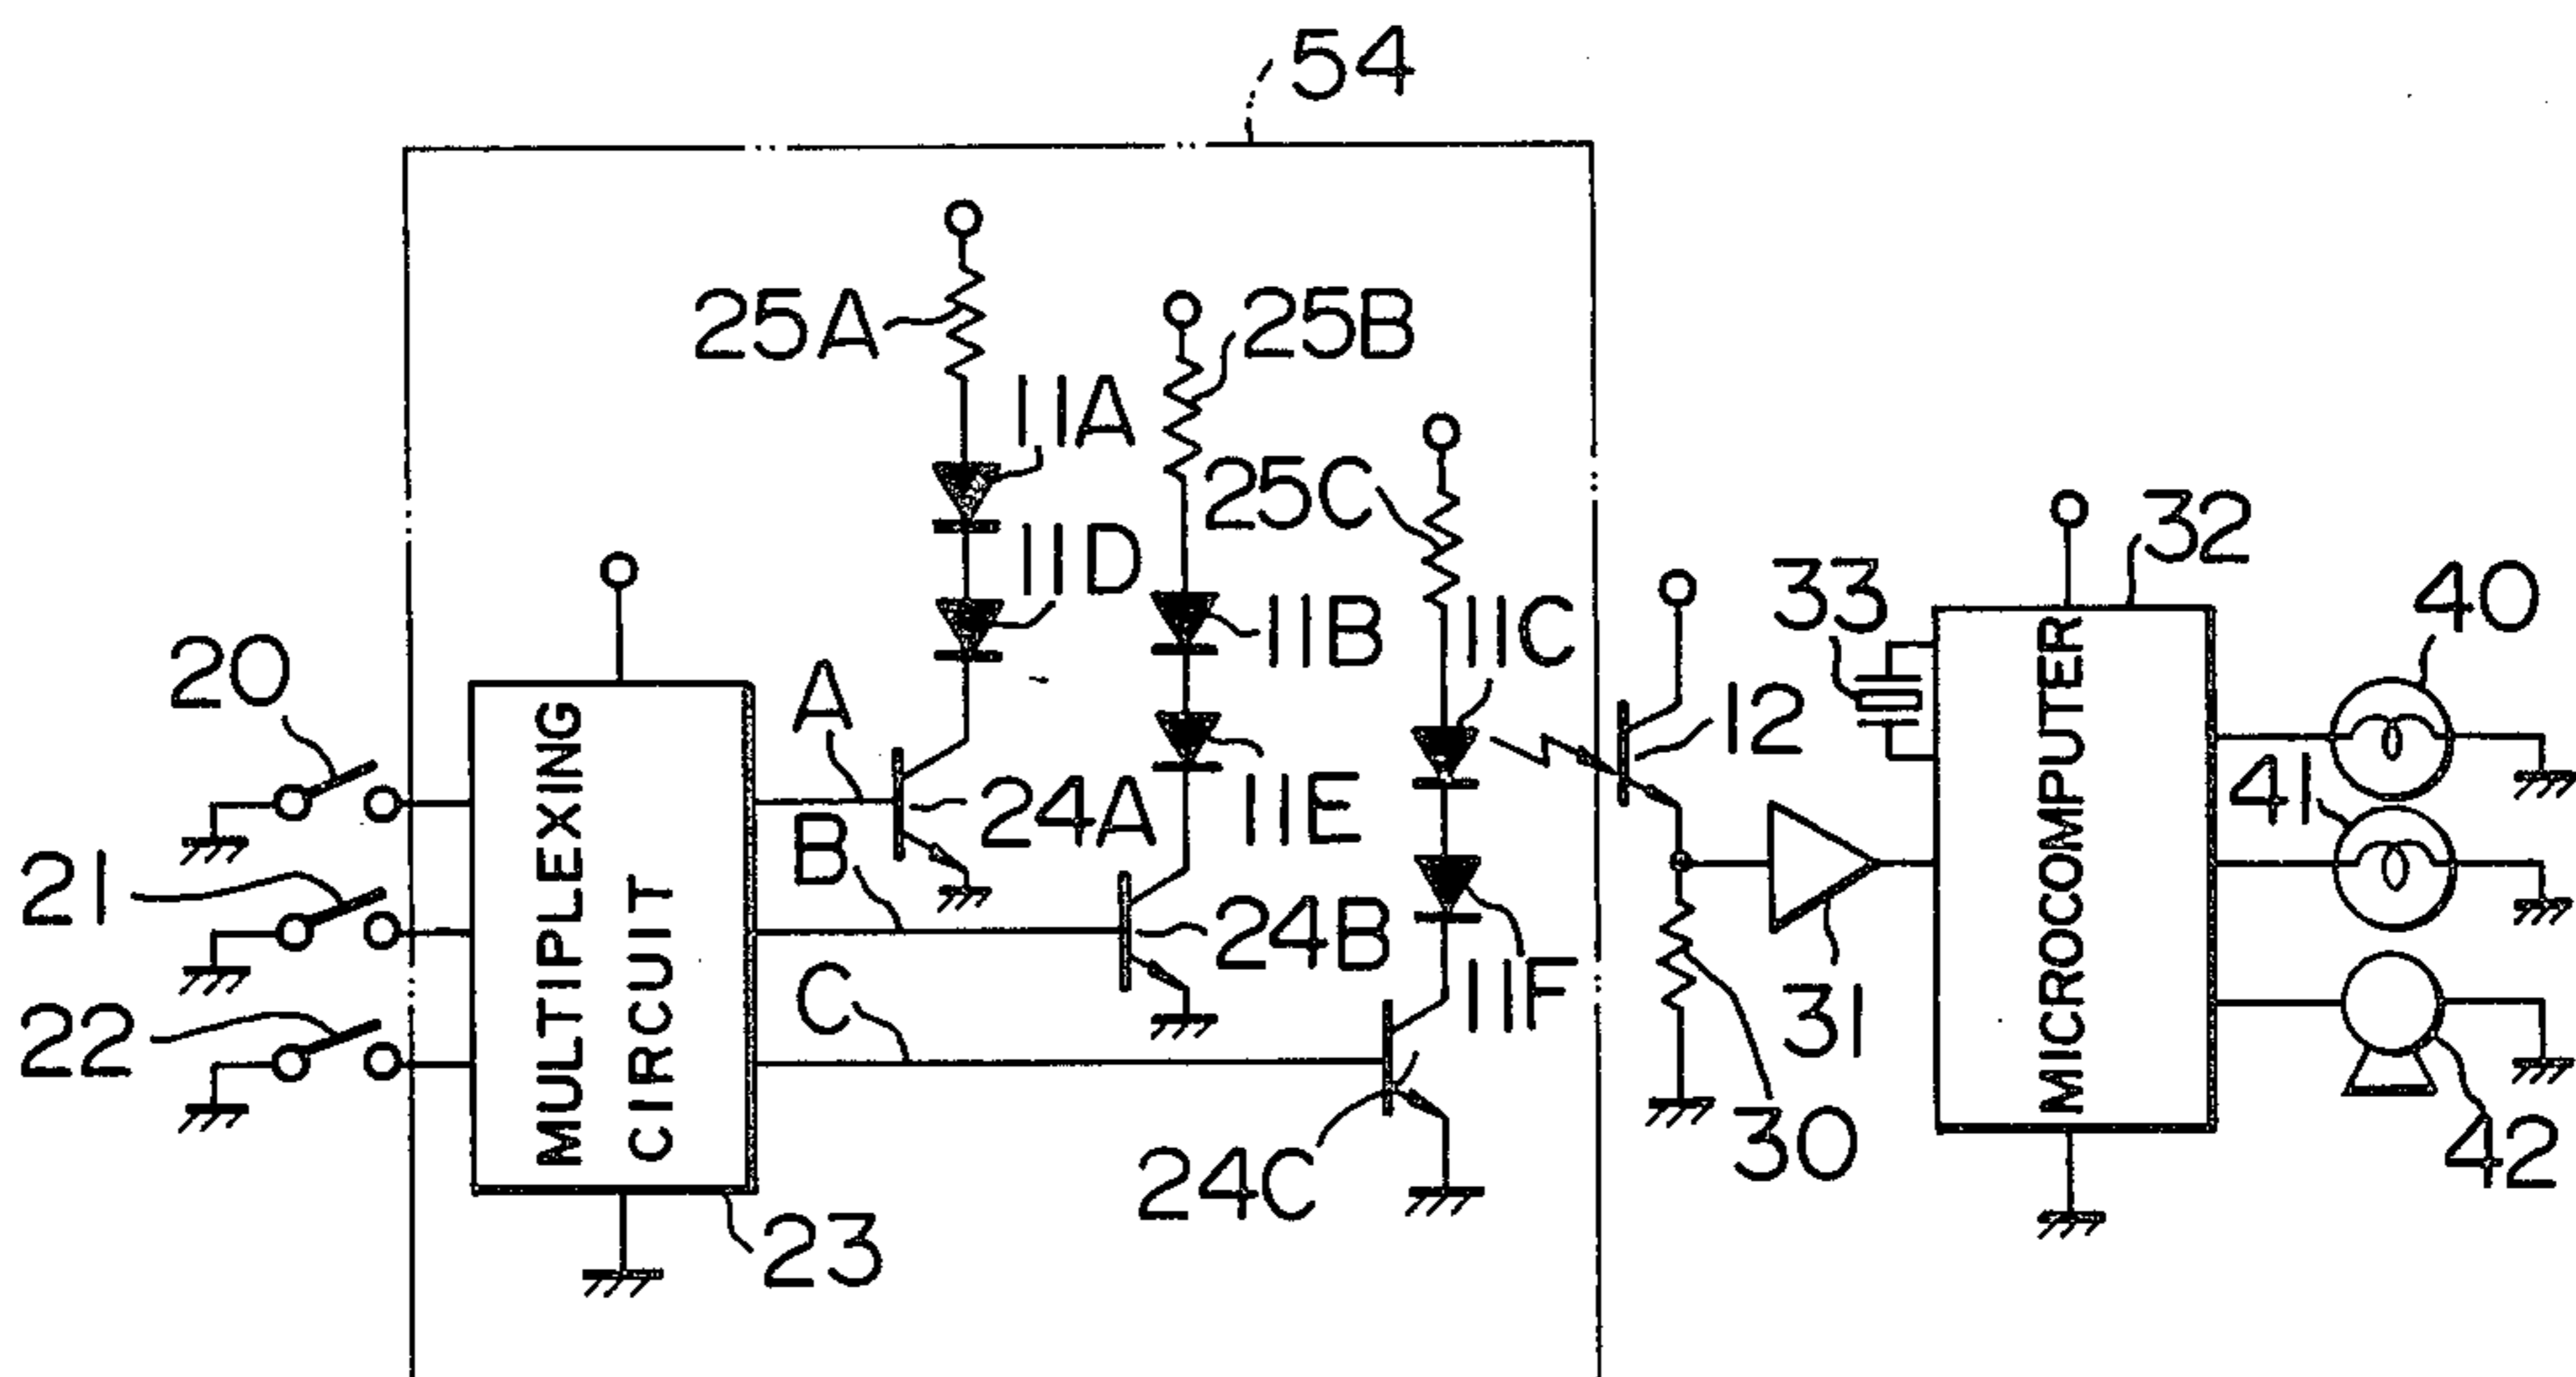 54
25A
25B
11A
25C
32
11D
33
40
11B
11C
20
A
12
MULTIPLEXING
CIRCUIT
MICROCOMPUTER
41
24A
11E
B
21
24B
C
11F
31
22
30
24C
42
23